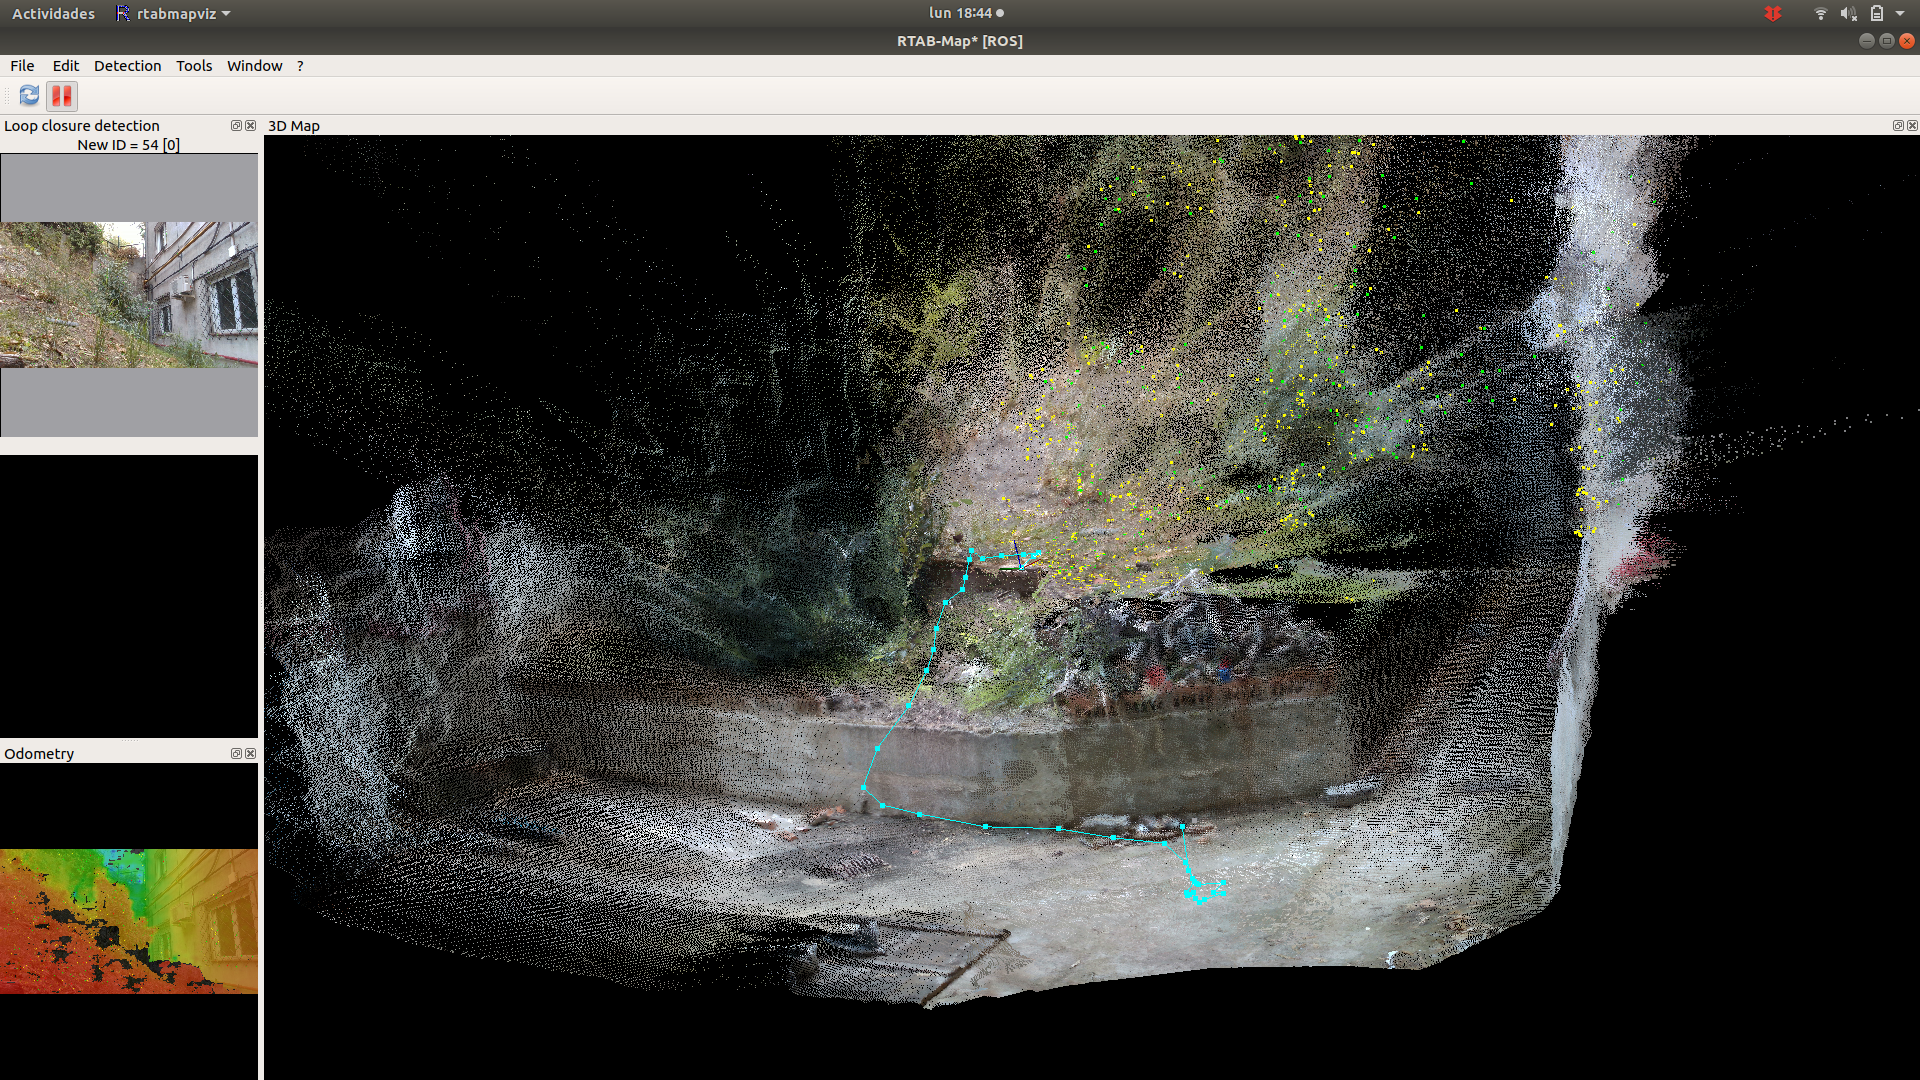 Actividades
rtabmapviz
lun 18:44
RTAB-Map* [ROS]
File Edit Detection Tools Window ?
Loop closure detection
New ID = 54 [0]
3D Map
Odometry